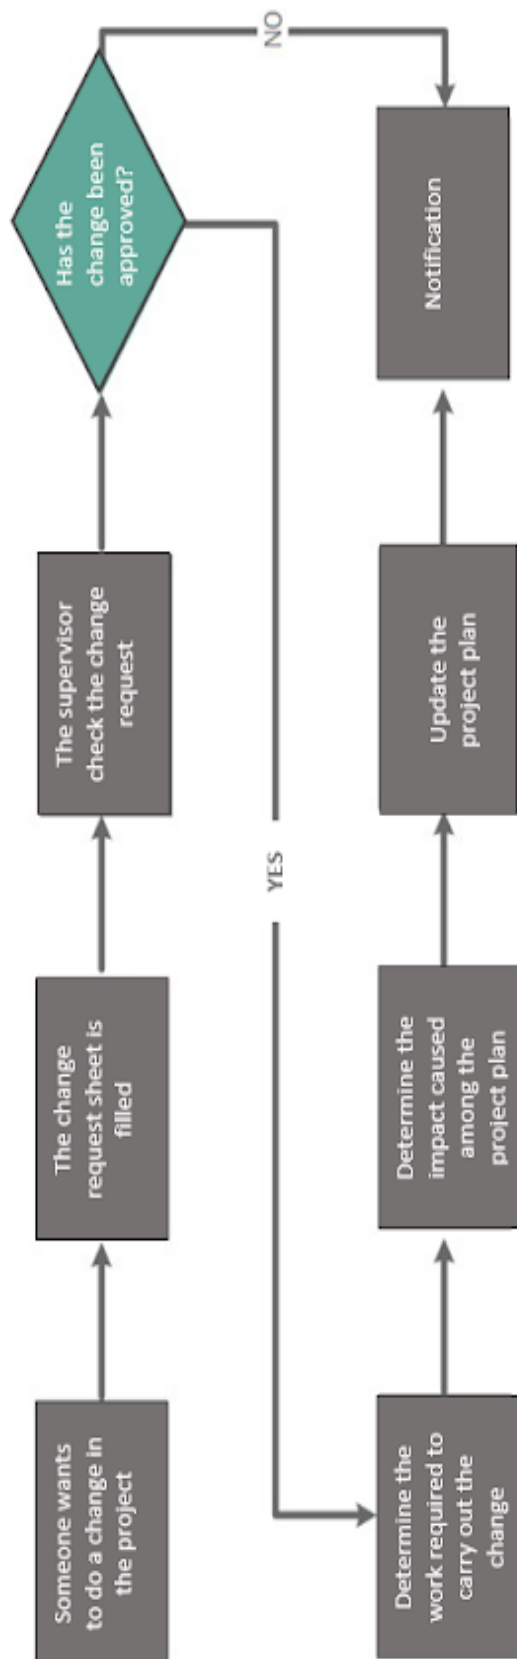 Someone wants
to do a change in
the project
The change
request sheet is
filled
The supervisor
check the change
request
Has the
change been
approved?
NO
YES
Determine the
work required to
carry out the
change
Determine the
impact caused
among the
project plan
Update the
project plan
Notification